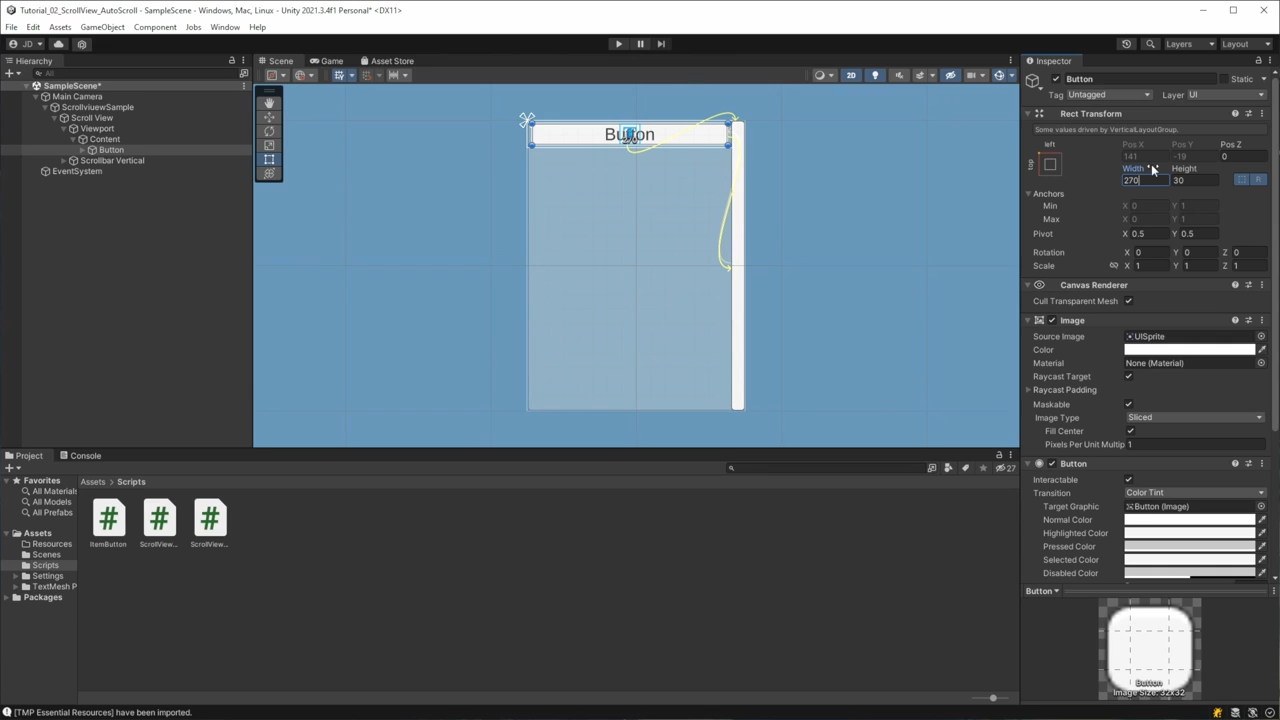 Tutorial_02_ScrollView_AutoScroll - SampleScene - Windows, Mac, Linux - Unity 2021.3.4f1 Personal* <DX11>
File Edit Assets GameObject Component Jobs Window Help
JD Layers Layout
Hierarchy Scene Game Asset Store Inspector
All 2D Button Static
SampleScene* Tag Untagged Layer UI
Main Camera
ScrollviuewSample Rect Transform
Scroll View
Viewport Some values driven by VerticalLayoutGroup.
Content Button left Pos X Pos Y Pos Z
Button 141 -19 0
Scrollbar Vertical top Width Height
EventSystem 270 30 R
Anchors
Min X 0 Y 1
Max X 0 Y 1
Pivot X 0.5 Y 0.5
Rotation X 0 Y 0 Z 0
Scale X 1 Y 1 Z 1
Canvas Renderer
Cull Transparent Mesh
Image
Source Image UISprite
Color
Material None (Material)
Raycast Target
Raycast Padding
Maskable
Image Type Sliced
Fill Center
Pixels Per Unit Multip 1
Project Console
27 Button
Favorites Assets Scripts
All Materials Interactable
All Models Transition Color Tint
All Prefabs Target Graphic Button (Image)
Normal Color
Assets Highlighted Color
Resources ItemButton ScrollView... ScrollView...
Scenes Pressed Color
Scripts Selected Color
Settings Disabled Color
TextMesh P
Packages Button
Button
Image Size: 32x32
[TMP Essential Resources] have been imported.